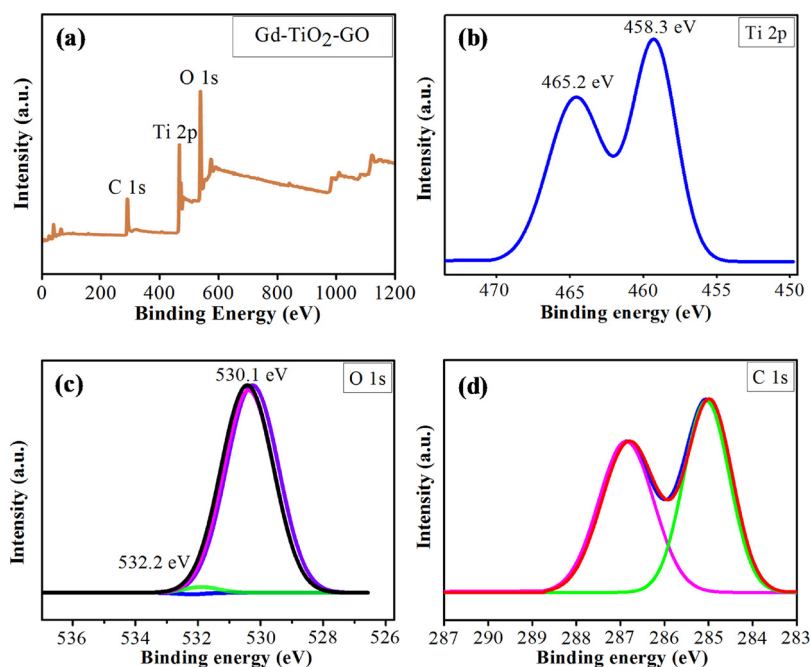 (a)
Gd-TiO2-GO
O 1s
Ti 2p
C 1s
Intensity (a.u.)
0 200 400 600 800 1000 1200
Binding Energy (eV)
(b)
458.3 eV
Ti 2p
465.2 eV
Intensity (a.u.)
470 465 460 455 450
Binding energy (eV)
(c)
530.1 eV
O 1s
532.2 eV
Intensity (a.u.)
536 534 532 530 528 526
Binding energy (eV)
(d)
C 1s
Intensity (a.u.)
287 290 289 288 287 286 285 284 283
Binding energy (eV)